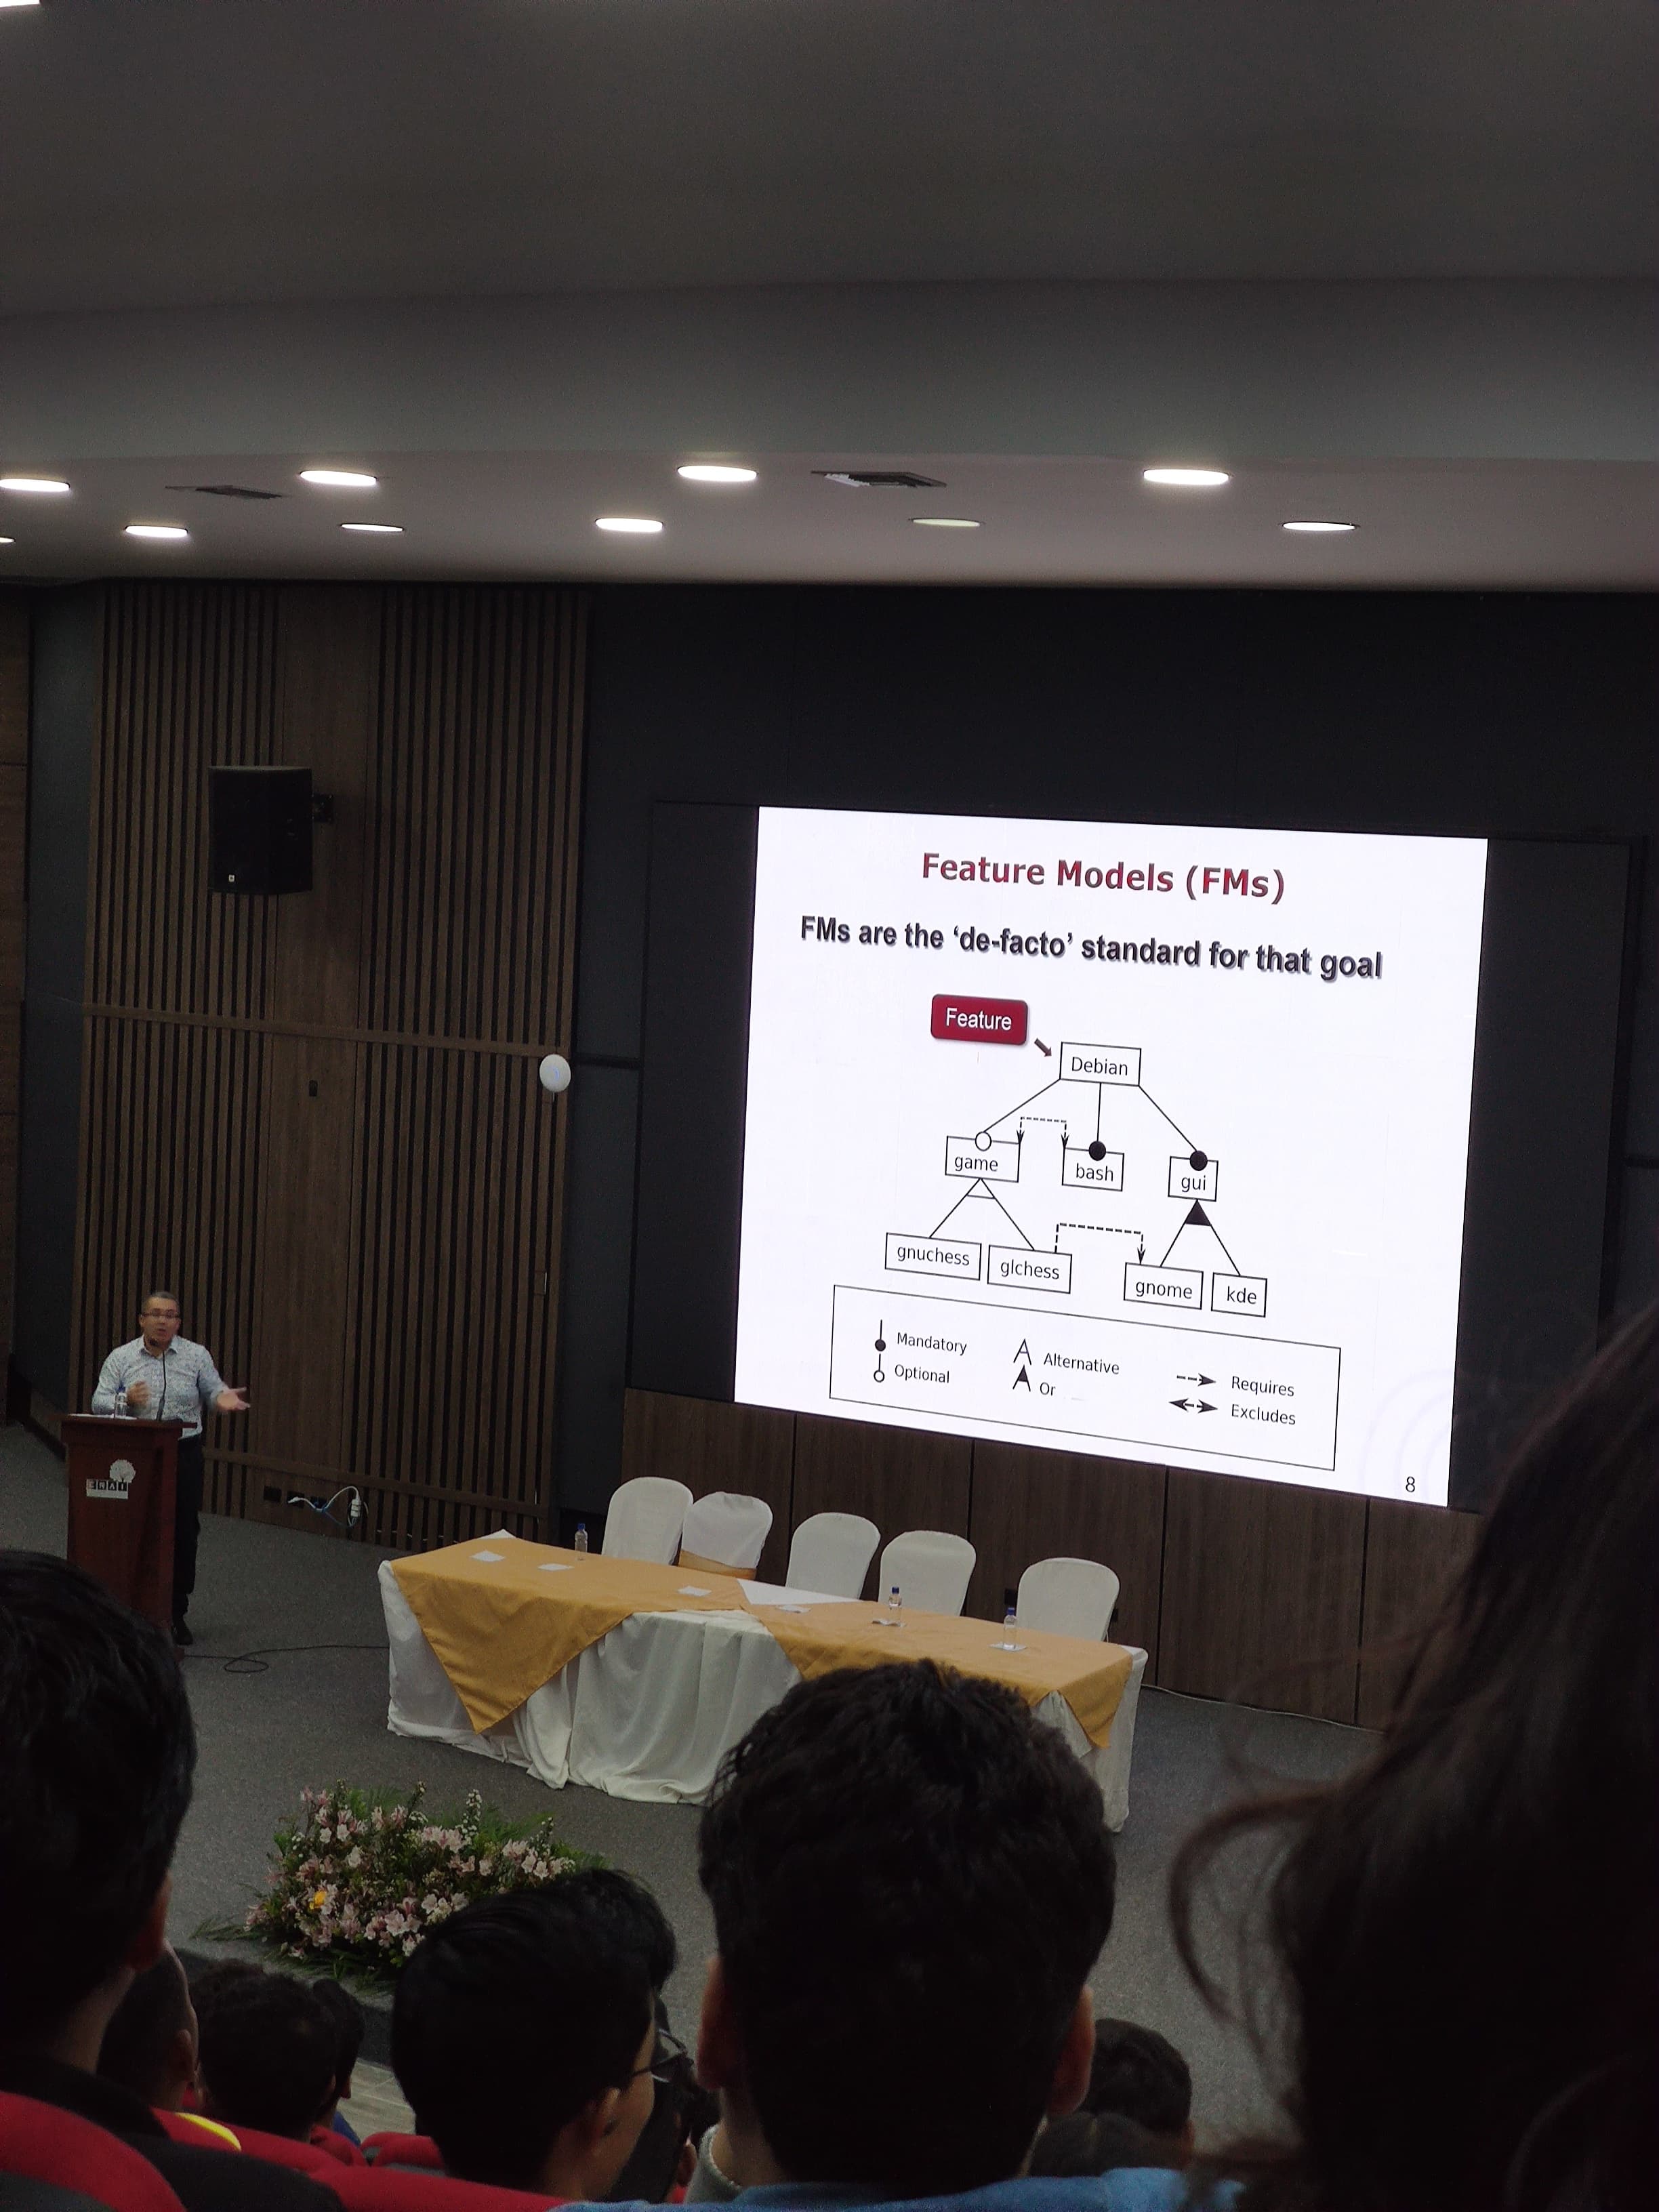 Feature Models (FMs)
FMs are the ‘de-facto’ standard for that goal
Feature
Debian
game
bash
gui
gnuchess
glchess
gnome
kde
Mandatory
Optional
Alternative
Or
Requires
Excludes
8